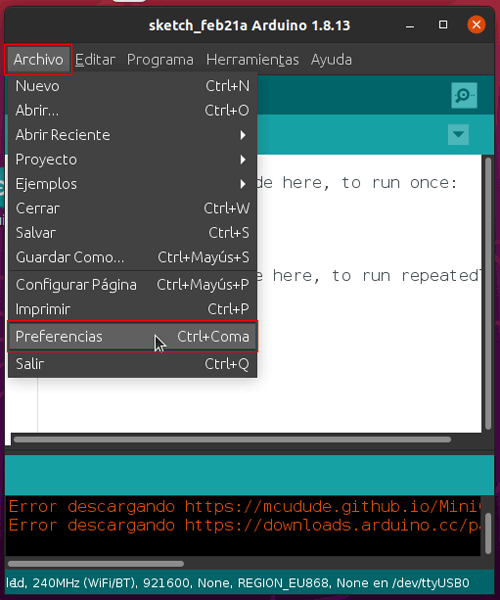 sketch_feb21a Arduino 1.8.13
Archivo Editar Programa Herramientas Ayuda
Nuevo Ctrl+N
Abrir... Ctrl+O
Abrir Reciente
Proyecto
Ejemplos
de here, to run once:
Cerrar Ctrl+W
Salvar Ctrl+S
Guardar Como... Ctrl+Mayús+S
e here, to run repeatedl
Configurar Página Ctrl+Mayús+P
Imprimir Ctrl+P
Preferencias Ctrl+Coma
Salir Ctrl+Q
Error descargando https://mcudude.github.io/Mini
Error descargando https://downloads.arduino.cc/pa
240MHz (WiFi/BT), 921600, None, REGION_EU868, None en /dev/ttyUSB0